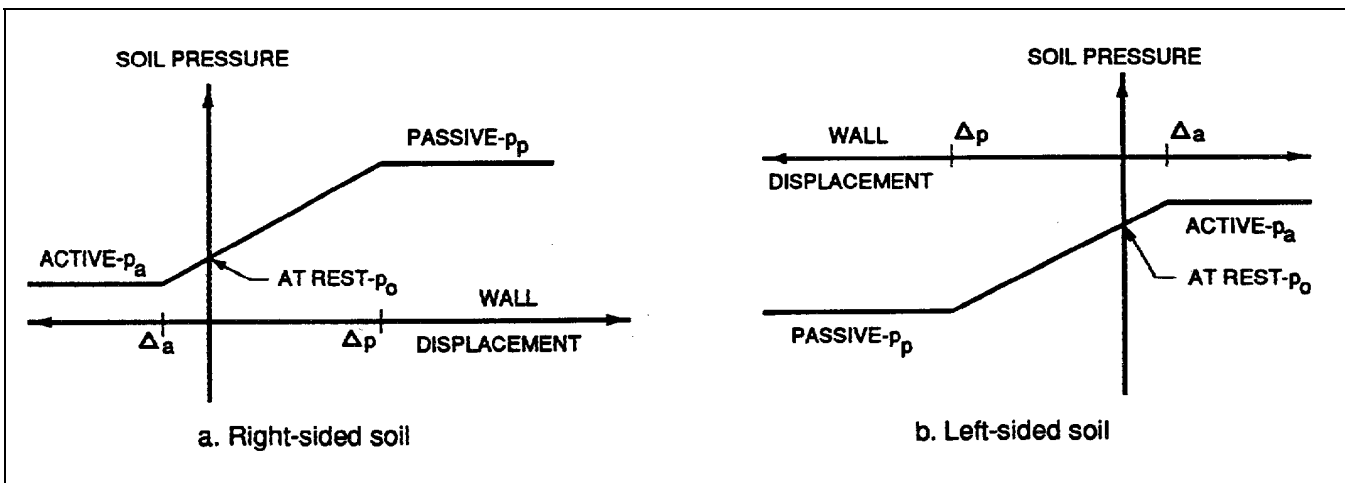 SOIL PRESSURE
PASSIVE-pp
ACTIVE-pa
AT REST-po
WALL
DISPLACEMENT
Δa
Δp
a. Right-sided soil
SOIL PRESSURE
WALL
DISPLACEMENT
Δp
Δa
ACTIVE-pa
AT REST-po
PASSIVE-pp
b. Left-sided soil